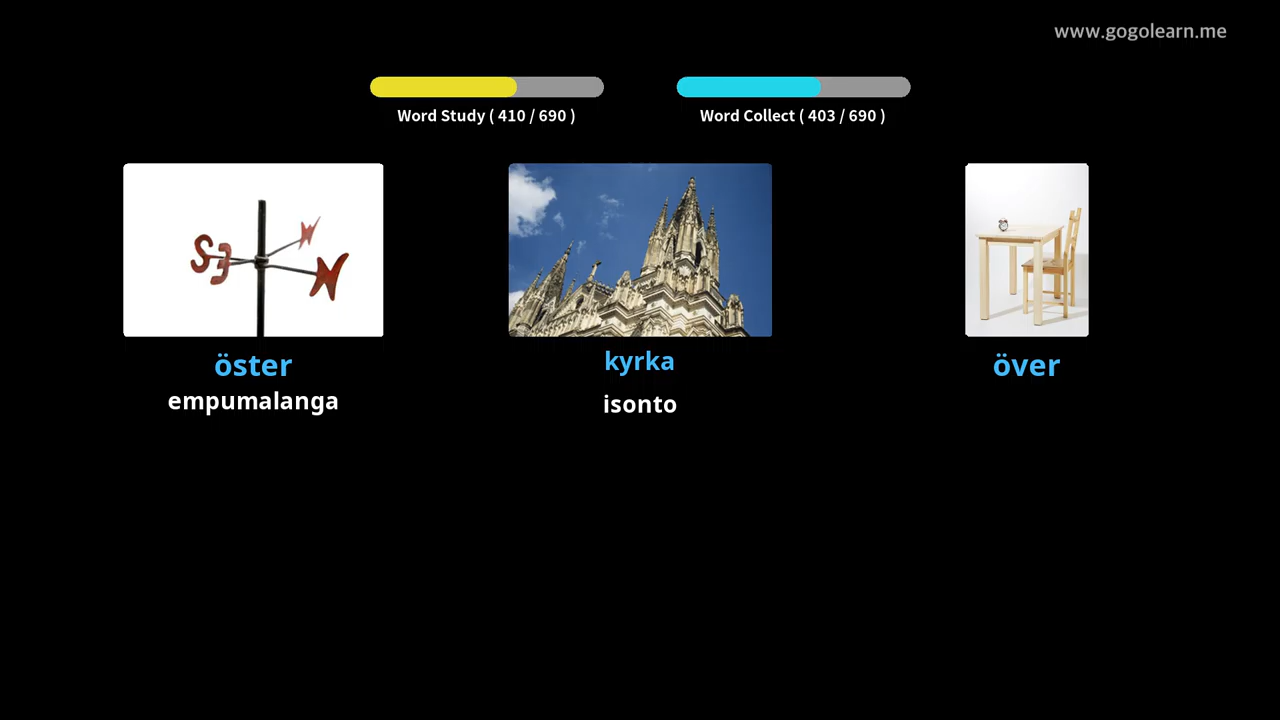 www.gogolearn.me
Word Study ( 410 / 690 )
Word Collect ( 403 / 690 )
S
E
N
W
öster
kyrka
över
empumalanga
isonto